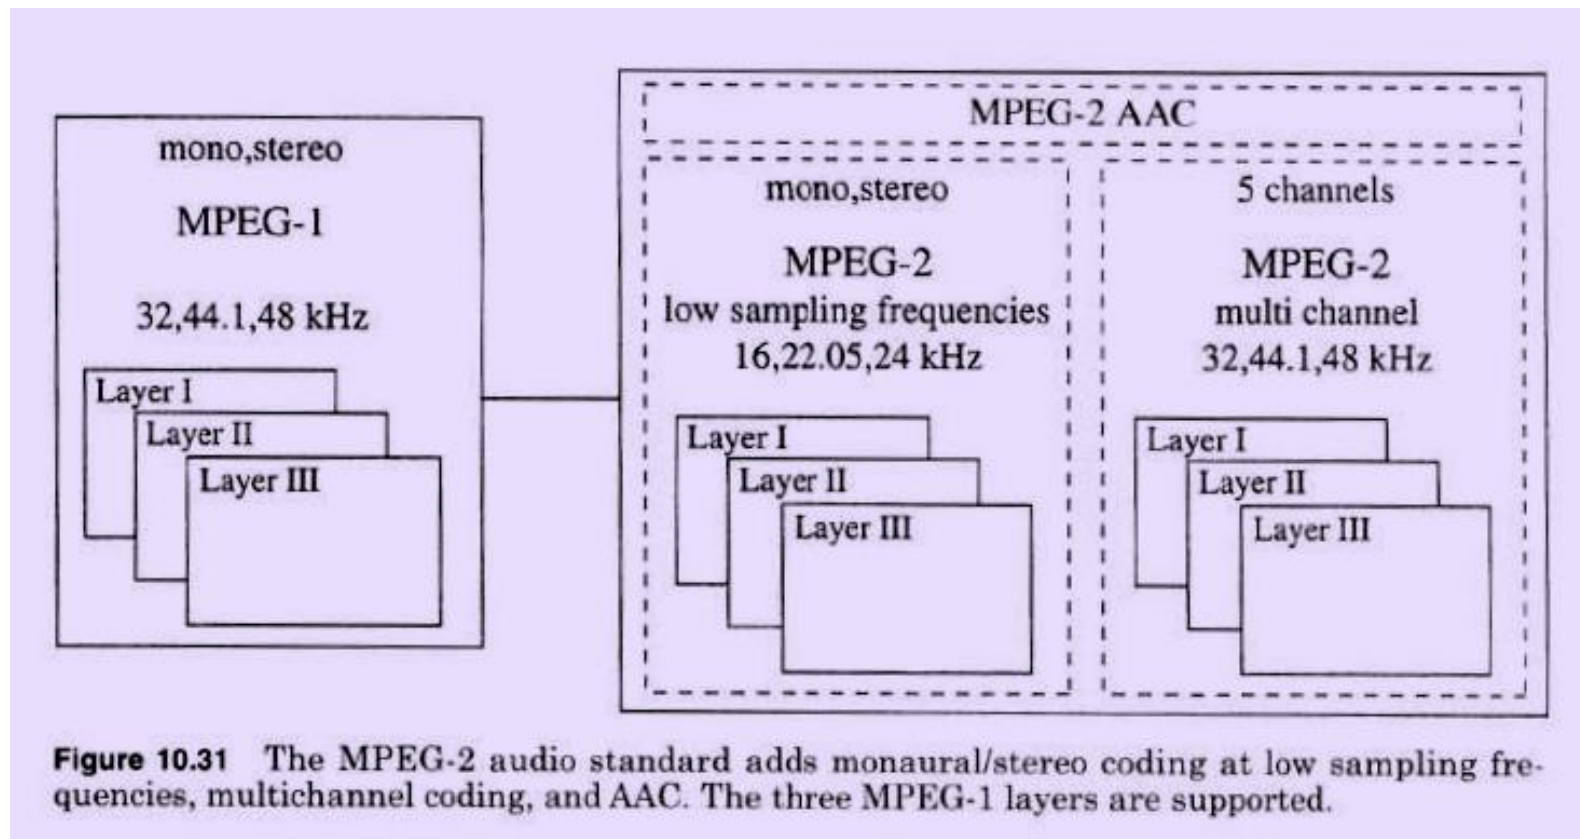 mono,stereo
MPEG-1
32,44.1,48 kHz
Layer I
Layer II
Layer III
MPEG-2 AAC
mono,stereo
MPEG-2
low sampling frequencies
16,22.05,24 kHz
Layer I
Layer II
Layer III
5 channels
MPEG-2
multi channel
32,44.1,48 kHz
Layer I
Layer II
Layer III
Figure 10.31 The MPEG-2 audio standard adds monaural/stereo coding at low sampling fre-
quencies, multichannel coding, and AAC. The three MPEG-1 layers are supported.